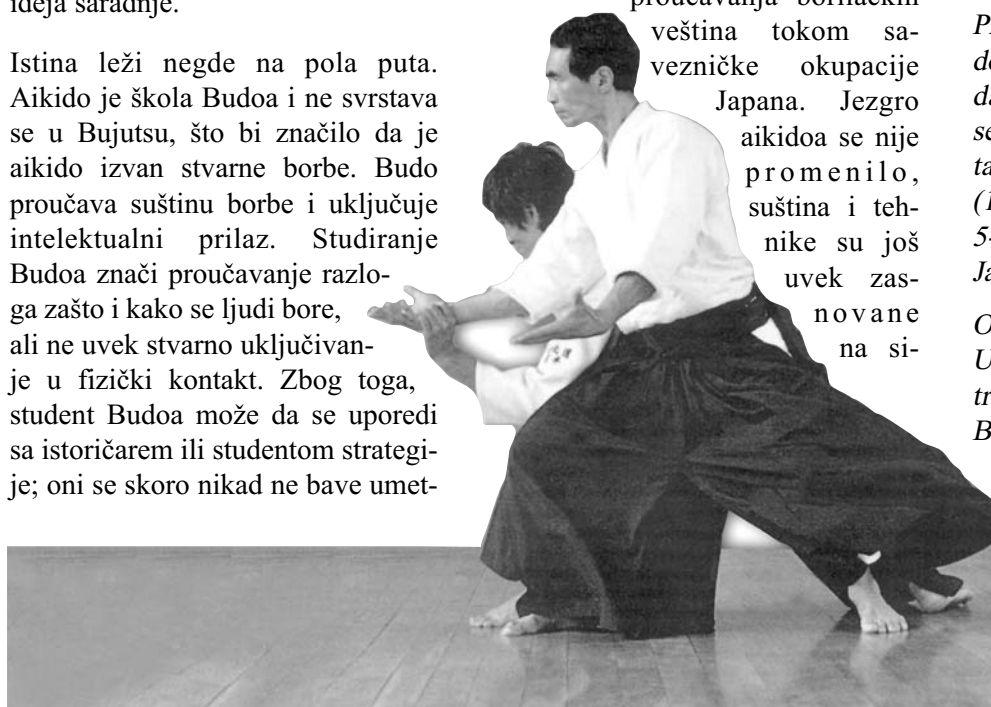 ideja saradnje.
Istina leži negde na pola puta.
Aikido je škola Budoa i ne svrstava
se u Bujutsu, što bi značilo da je
aikido izvan stvarne borbe. Budo
proučava suštinu borbe i uključuje
intelektualni prilaz. Studiranje
Budoa znači proučavanje razlo-
ga zašto i kako se ljudi bore,
ali ne uvek stvarno uključivan-
je u fizički kontakt. Zbog toga,
student Budoa može da se uporedi
sa istoričarem ili studentom strategi-
je; oni se skoro nikad ne bave umet-
proučavanja borilačkih
veština tokom sa-
vezničke okupacije
Japana. Jezgro
aikidoa se nije
promenilo,
suština i teh-
nike su još
uvek zas-
novane
na si-